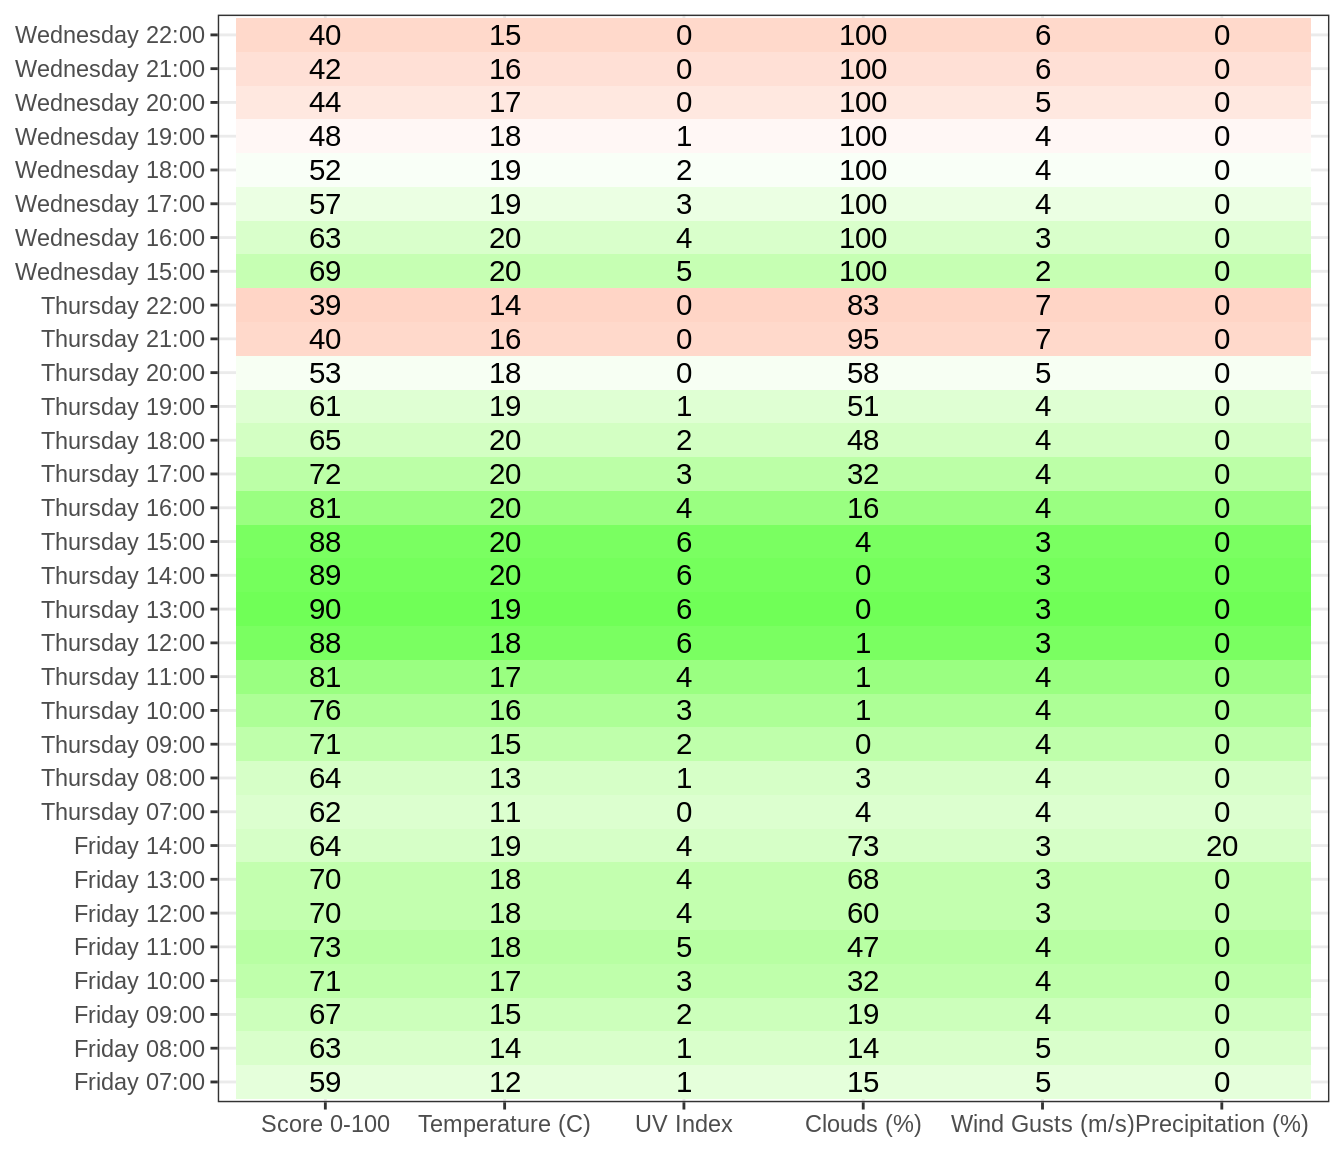 Wednesday 22:00 40 15 0 100 6 0
Wednesday 21:00 42 16 0 100 6 0
Wednesday 20:00 44 17 0 100 5 0
Wednesday 19:00 48 18 1 100 4 0
Wednesday 18:00 52 19 2 100 4 0
Wednesday 17:00 57 19 3 100 4 0
Wednesday 16:00 63 20 4 100 3 0
Wednesday 15:00 69 20 5 100 2 0
Thursday 22:00 39 14 0 83 7 0
Thursday 21:00 40 16 0 95 7 0
Thursday 20:00 53 18 0 58 5 0
Thursday 19:00 61 19 1 51 4 0
Thursday 18:00 65 20 2 48 4 0
Thursday 17:00 72 20 3 32 4 0
Thursday 16:00 81 20 4 16 4 0
Thursday 15:00 88 20 6 4 3 0
Thursday 14:00 89 20 6 0 3 0
Thursday 13:00 90 19 6 0 3 0
Thursday 12:00 88 18 6 1 3 0
Thursday 11:00 81 17 4 1 4 0
Thursday 10:00 76 16 3 1 4 0
Thursday 09:00 71 15 2 0 4 0
Thursday 08:00 64 13 1 3 4 0
Thursday 07:00 62 11 0 4 4 0
Friday 14:00 64 19 4 73 3 20
Friday 13:00 70 18 4 68 3 0
Friday 12:00 70 18 4 60 3 0
Friday 11:00 73 18 5 47 4 0
Friday 10:00 71 17 3 32 4 0
Friday 09:00 67 15 2 19 4 0
Friday 08:00 63 14 1 14 5 0
Friday 07:00 59 12 1 15 5 0
Score 0-100 Temperature (C) UV Index Clouds (%) Wind Gusts (m/s) Precipitation (%)